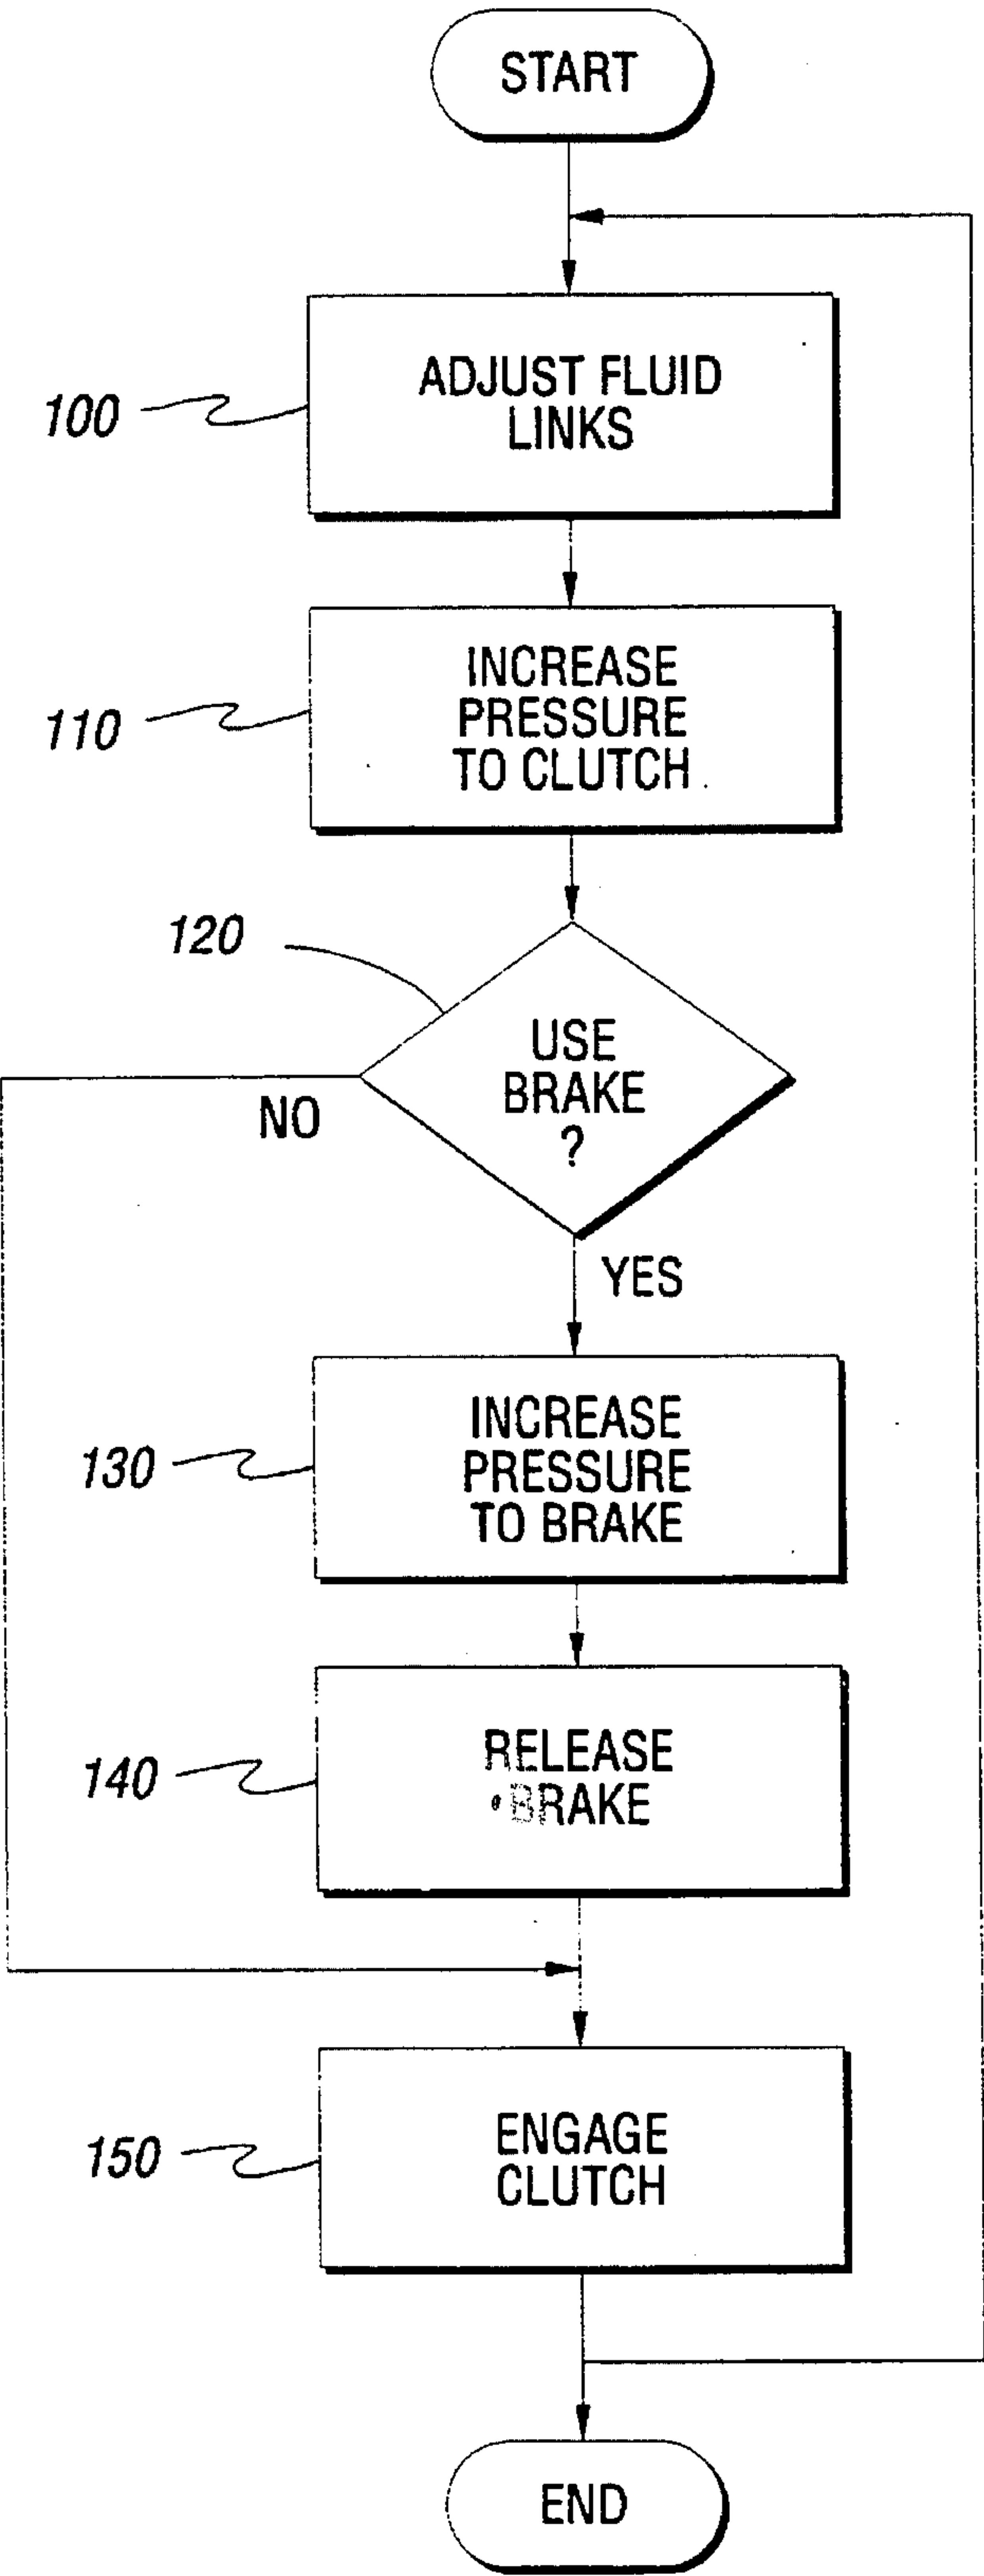 START
100
ADJUST FLUID
LINKS
110
INCREASE
PRESSURE
TO CLUTCH
120
USE
BRAKE
?
NO
YES
130
INCREASE
PRESSURE
TO BRAKE
140
RELEASE
BRAKE
150
ENGAGE
CLUTCH
END